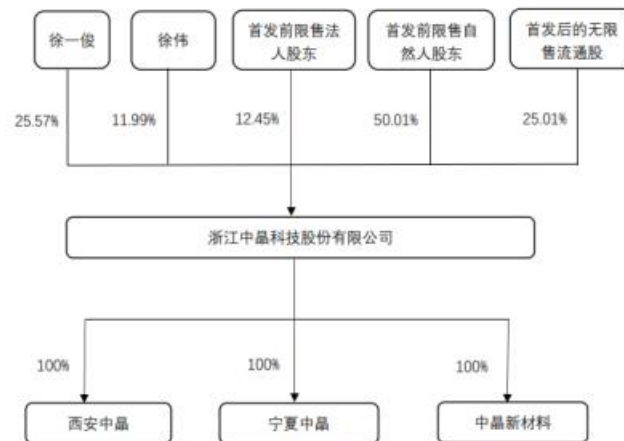 徐一俊
徐伟
首发前限售法
人股东
首发前限售自
然人股东
首发后的无限
售流通股
25.57%
11.99%
12.45%
50.01%
25.01%
浙江中晶科技股份有限公司
100%
100%
100%
西安中晶
宁夏中晶
中晶新材料